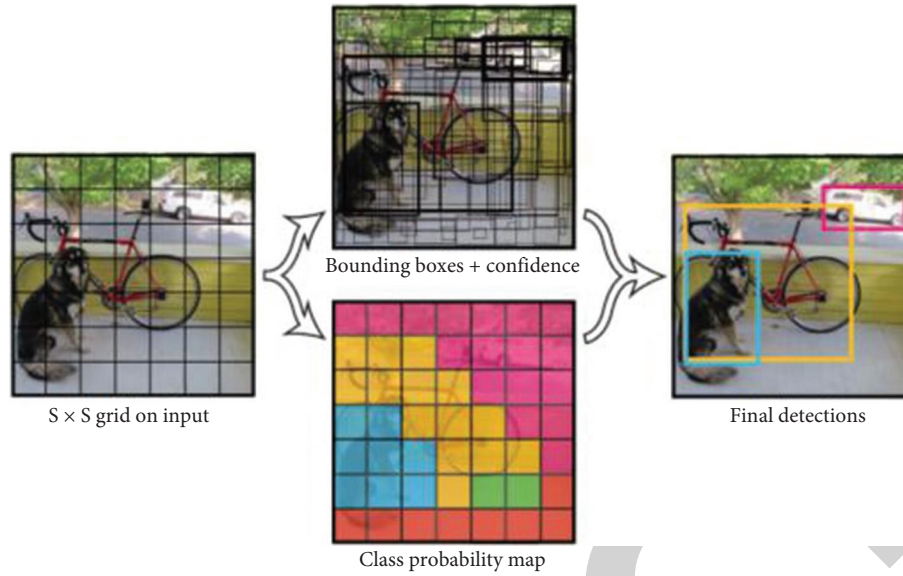 Bounding boxes + confidence
S × S grid on input
Final detections
Class probability map